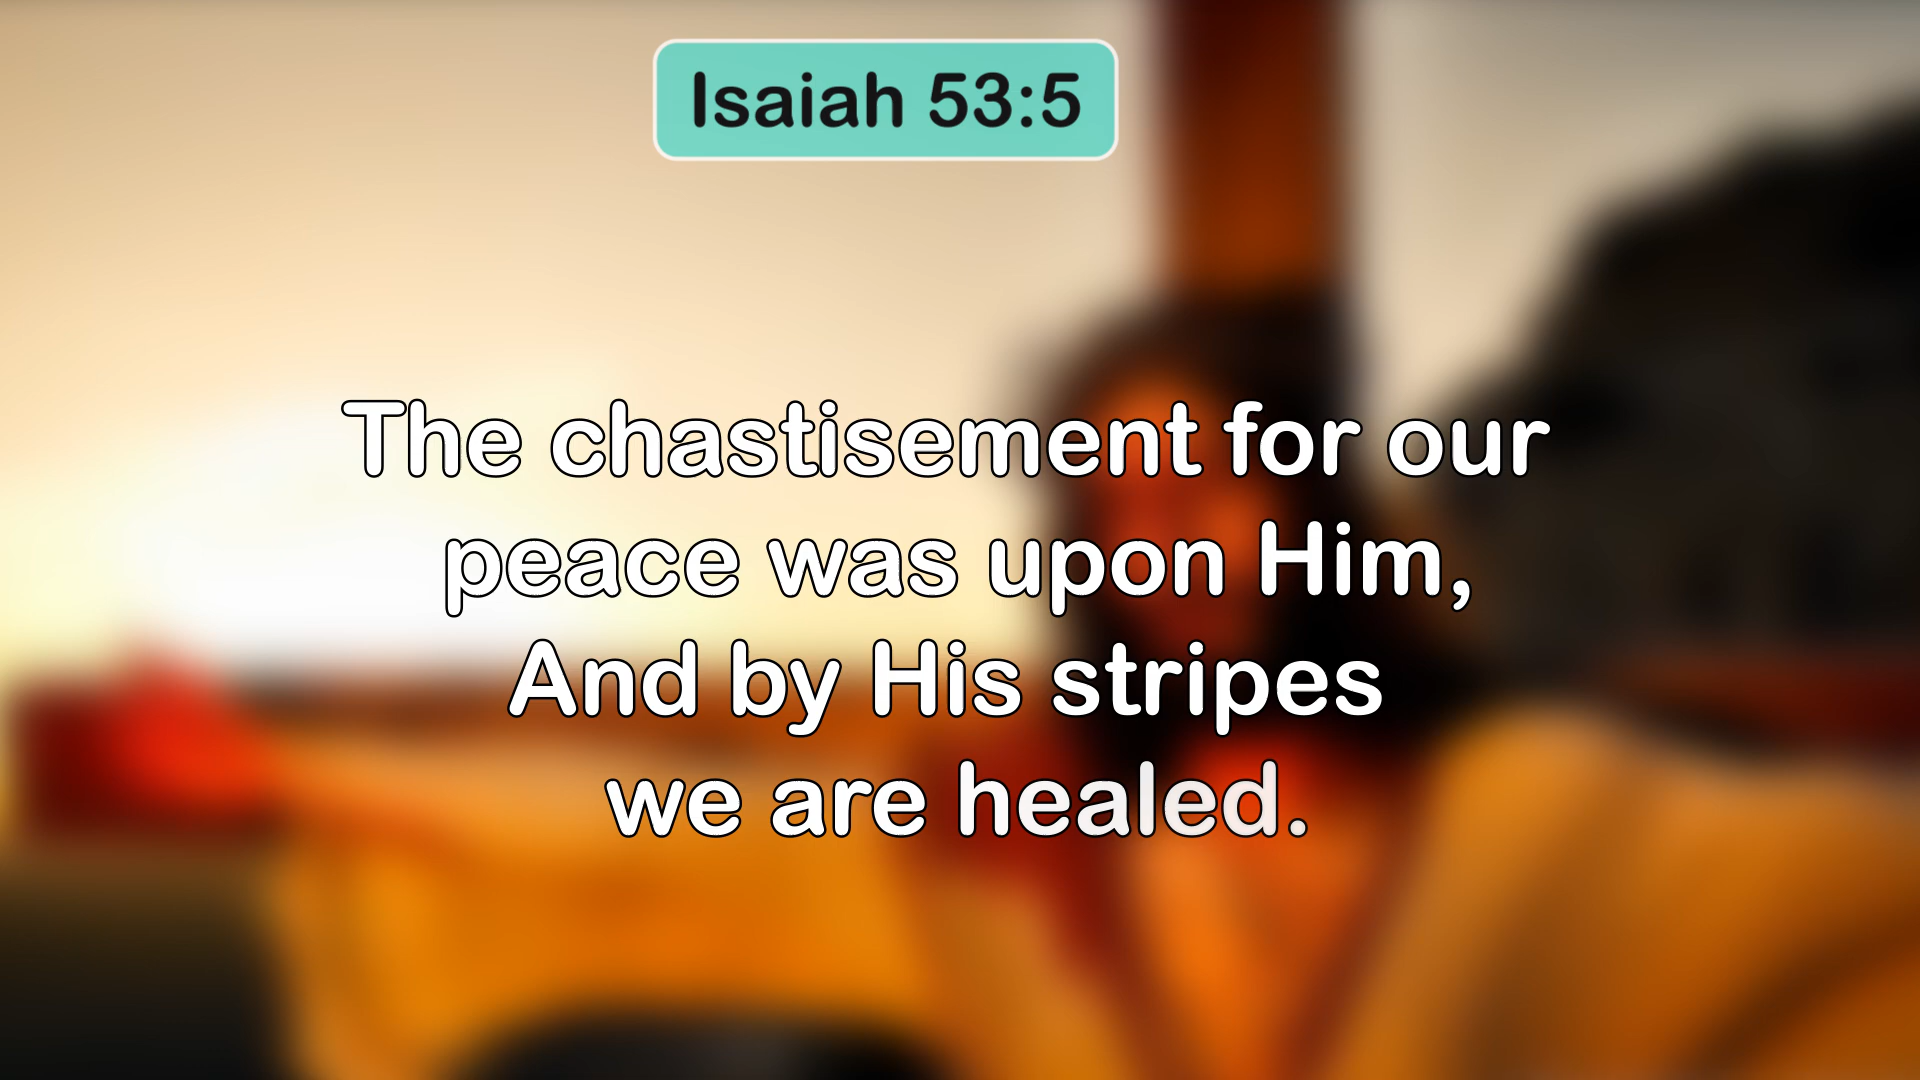 Isaiah 53:5
The chastisement for our
peace was upon Him,
And by His stripes
we are healed.